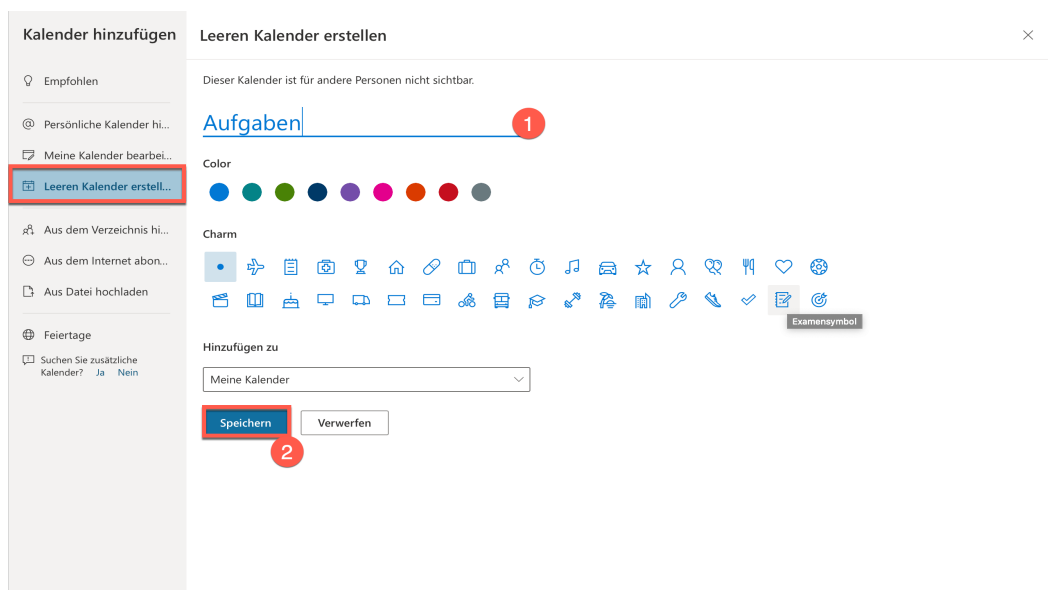 Kalender hinzufügen
Empfohlen
Persönliche Kalender hi...
Meine Kalender bearbei...
Leeren Kalender erstell...
Aus dem Verzeichnis hi...
Aus dem Internet abon...
Aus Datei hochladen
Feiertage
Suchen Sie zusätzliche
Kalender? Ja Nein
Leeren Kalender erstellen
Dieser Kalender ist für andere Personen nicht sichtbar.
Aufgaben
1
Color
Charm
Examensymbol
Hinzufügen zu
Meine Kalender
Speichern
Verwerfen
2